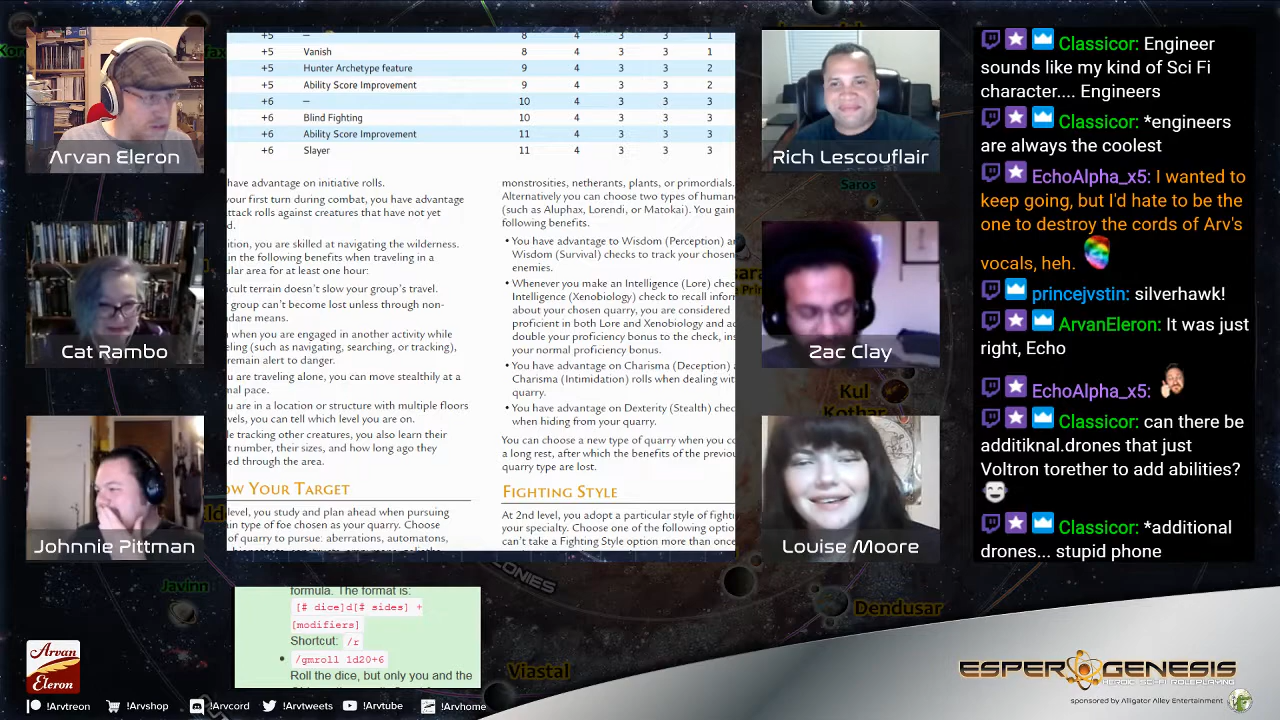 Arvan Eleron
Cat Rambo
Johnnie Pittman
+5 — 8 4 3 3 1
+5 Vanish 8 4 3 3 1
+5 Hunter Archetype feature 9 4 3 3 2
+5 Ability Score Improvement 9 4 3 3 2
+6 — 10 4 3 3 3
+6 Blind Fighting 10 4 3 3 3
+6 Ability Score Improvement 11 4 3 3 3
+6 Slayer 11 4 3 3 3
have advantage on initiative rolls.
your first turn during combat, you have advantage
attack rolls against creatures that have not yet
d.
ition, you are skilled at navigating the wilderness.
in the following benefits when traveling in a
ular area for at least one hour:
icult terrain doesn't slow your group's travel.
group can't become lost unless through non-
dane means.
when you are engaged in another activity while
eling (such as navigating, searching, or tracking),
remain alert to danger.
u are traveling alone, you can move stealthily at a
nal pace.
u are in a location or structure with multiple floors
vels, you can tell which level you are on.
le tracking other creatures, you also learn their
t number, their sizes, and how long ago they
ed through the area.
OW YOUR TARGET
level, you study and plan ahead when pursuing
ain type of foe chosen as your quarry. Choose
of quarry to pursue: aberrations, automatons,
monstrosities, netherants, plants, or primordials.
Alternatively you can choose two types of human
(such as Aluphax, Lorendi, or Matokai). You gain
following benefits.
• You have advantage to Wisdom (Perception) an
Wisdom (Survival) checks to track your chosen
enemies.
• Whenever you make an Intelligence (Lore) chec
Intelligence (Xenobiology) check to recall inform
about your chosen quarry, you are considered
proficient in both Lore and Xenobiology and ad
double your proficiency bonus to the check, ins
your normal proficiency bonus.
• You have advantage on Charisma (Deception) a
Charisma (Intimidation) rolls when dealing with
quarry.
• You have advantage on Dexterity (Stealth) chec
when hiding from your quarry.
You can choose a new type of quarry when you co
a long rest, after which the benefits of the previou
quarry type are lost.
FIGHTING STYLE
At 2nd level, you adopt a particular style of fighti
your specialty. Choose one of the following optio
can't take a Fighting Style option more than once
Rich Lescouflair
Saros
Zac Clay
Kul
Kothar
Louise Moore
Classicor: Engineer
sounds like my kind of Sci Fi
character.... Engineers
Classicor: *engineers
are always the coolest
EchoAlpha_x5: I wanted to
keep going, but I'd hate to be the
one to destroy the cords of Arv's
vocals, heh.
princejvstin: silverhawk!
ArvanEleron: It was just
right, Echo
EchoAlpha_x5:
Classicor: can there be
additiknal.drones that just
Voltron torether to add abilities?
Classicor: *additional
drones... stupid phone
Javinn
LONIES
Dendusar
Viastal
formula. The format is:
[# dice]d[# sides] +
[modifiers]
Shortcut: /r
• /gmroll 1d20+6
Roll the dice, but only you and the
Arvan
Eleron
!Arvtreon !Arvshop !Arvcord !Arvtweets !Arvtube !Arvhome
ESPER GENESIS
HEROIC SCI-FI ROLEPLAYING
sponsored by Alligator Alley Entertainment